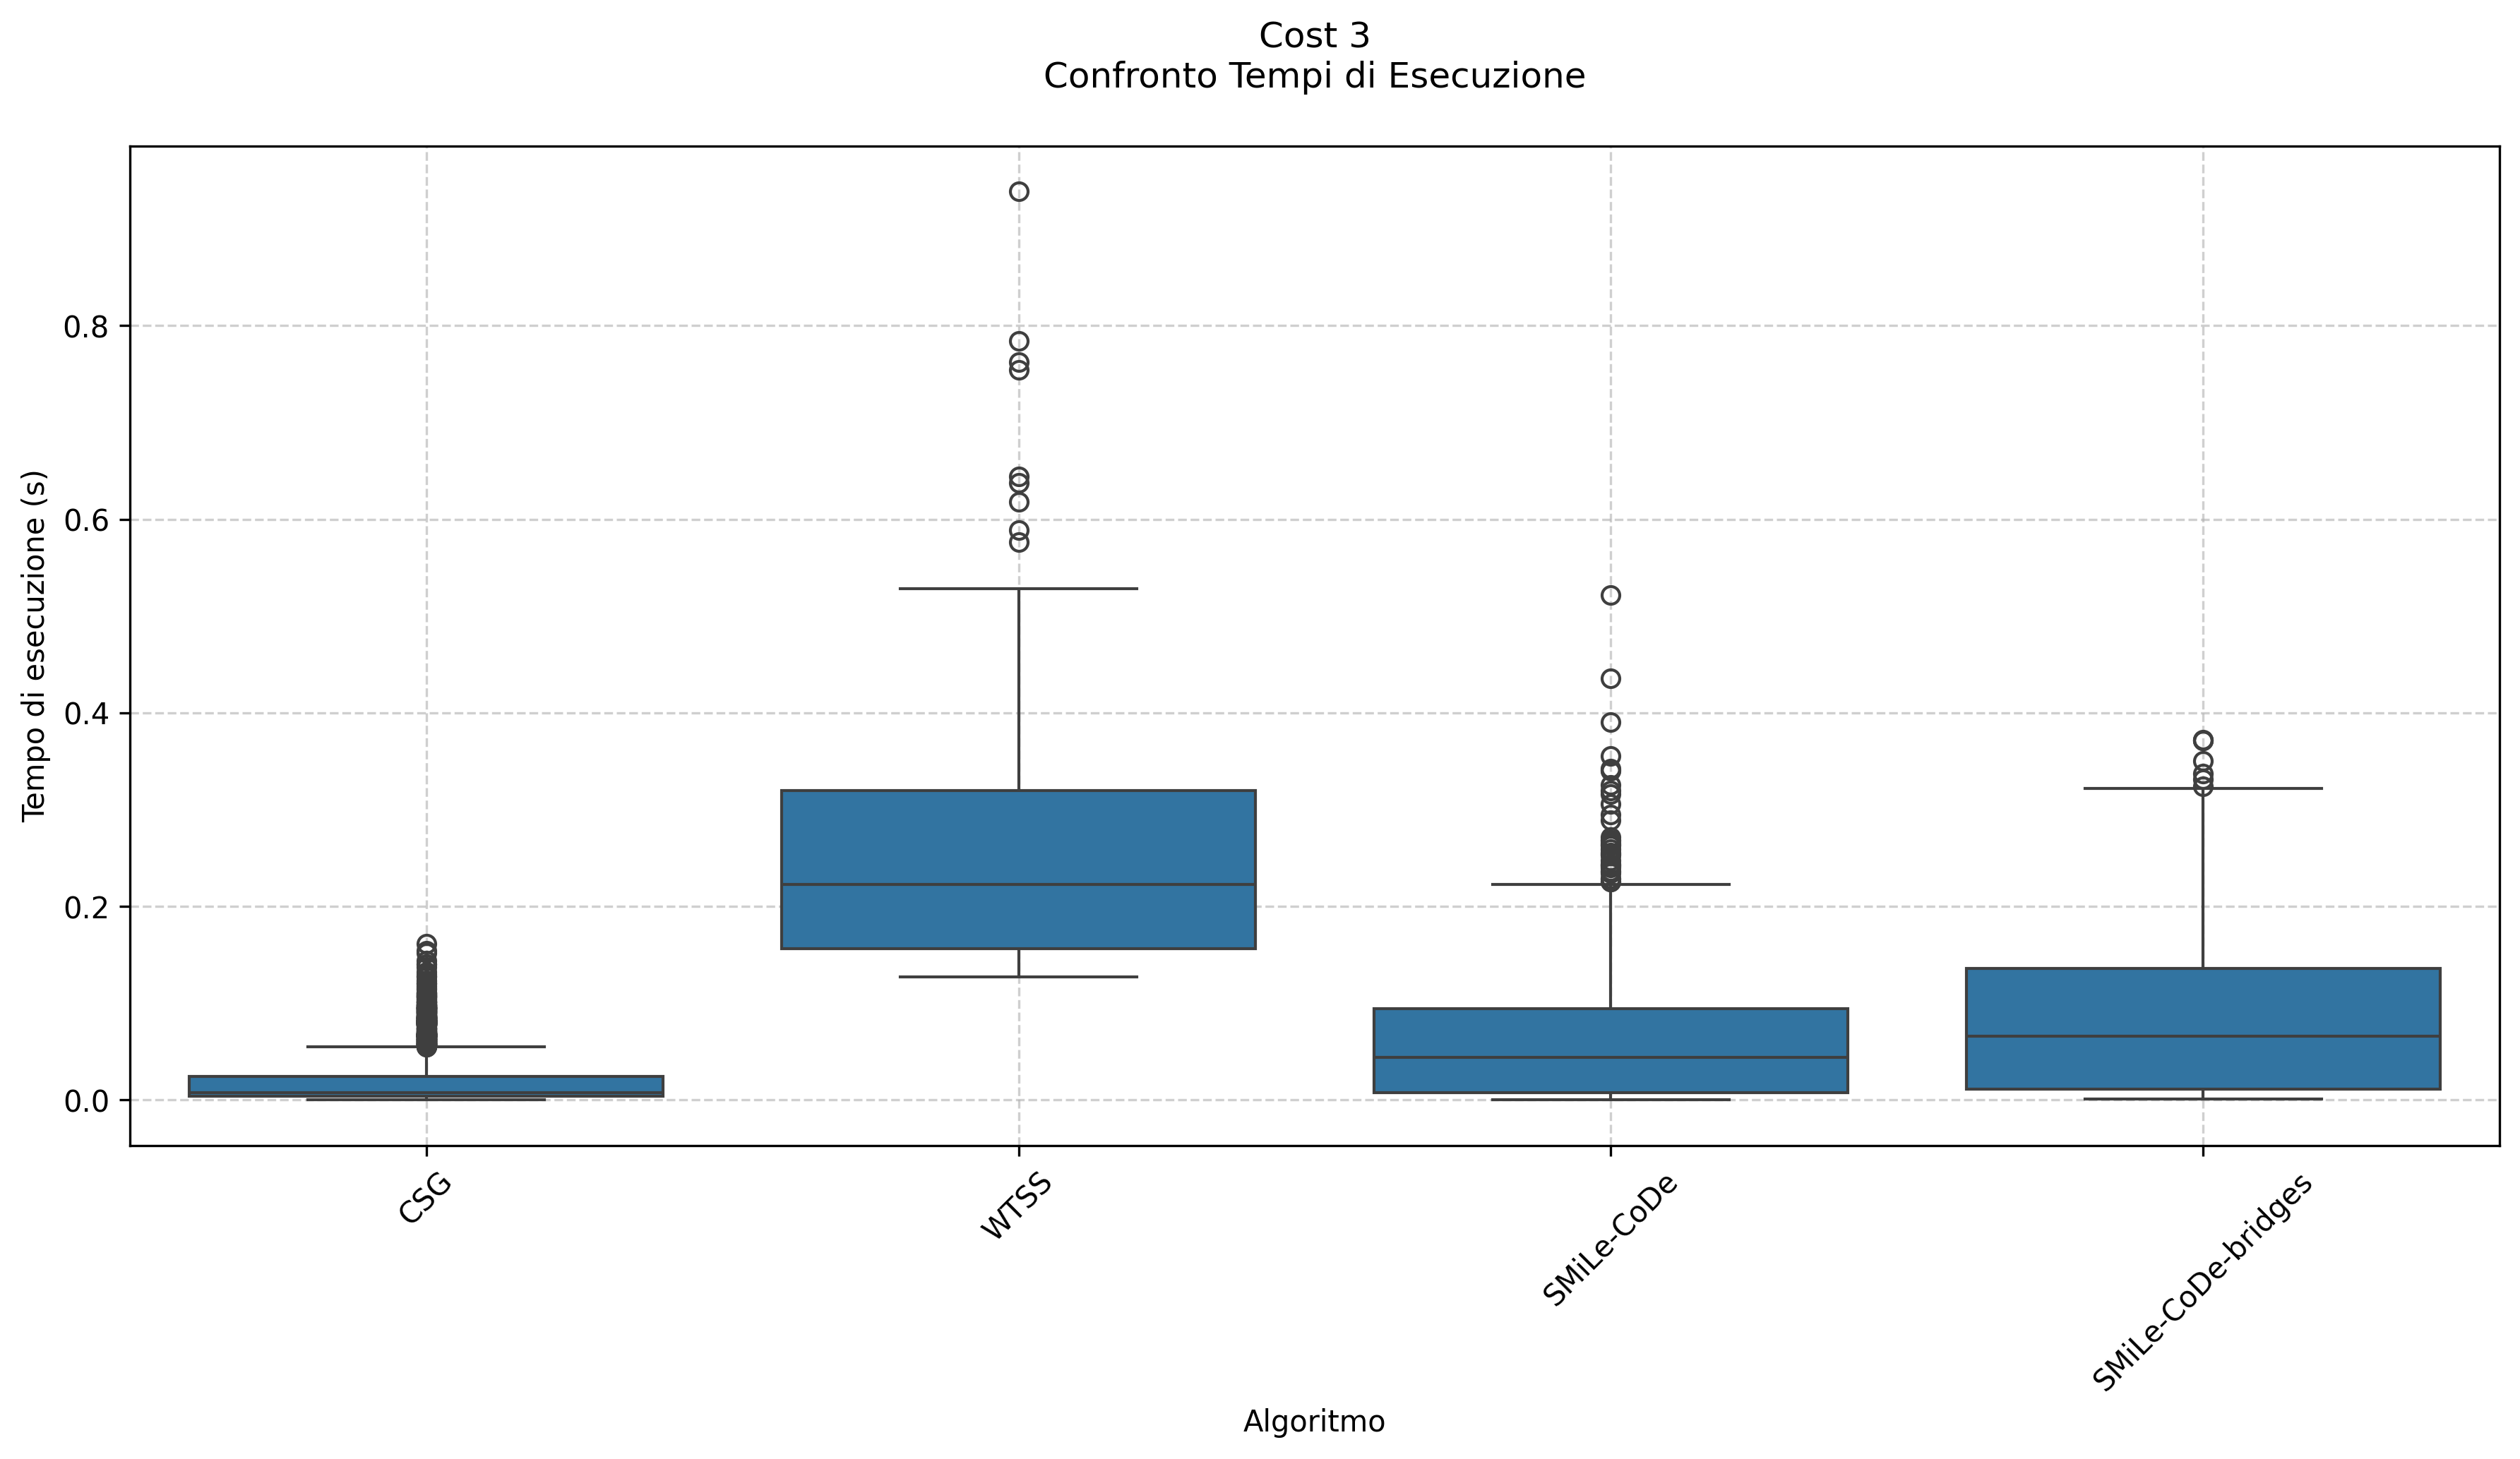 Cost 3
Confronto Tempi di Esecuzione
Tempo di esecuzione (s)
0.8
0.6
0.4
0.2
0.0
CSG
WTSS
SMiLe-CoDe
SMiLe-CoDe-bridges
Algoritmo